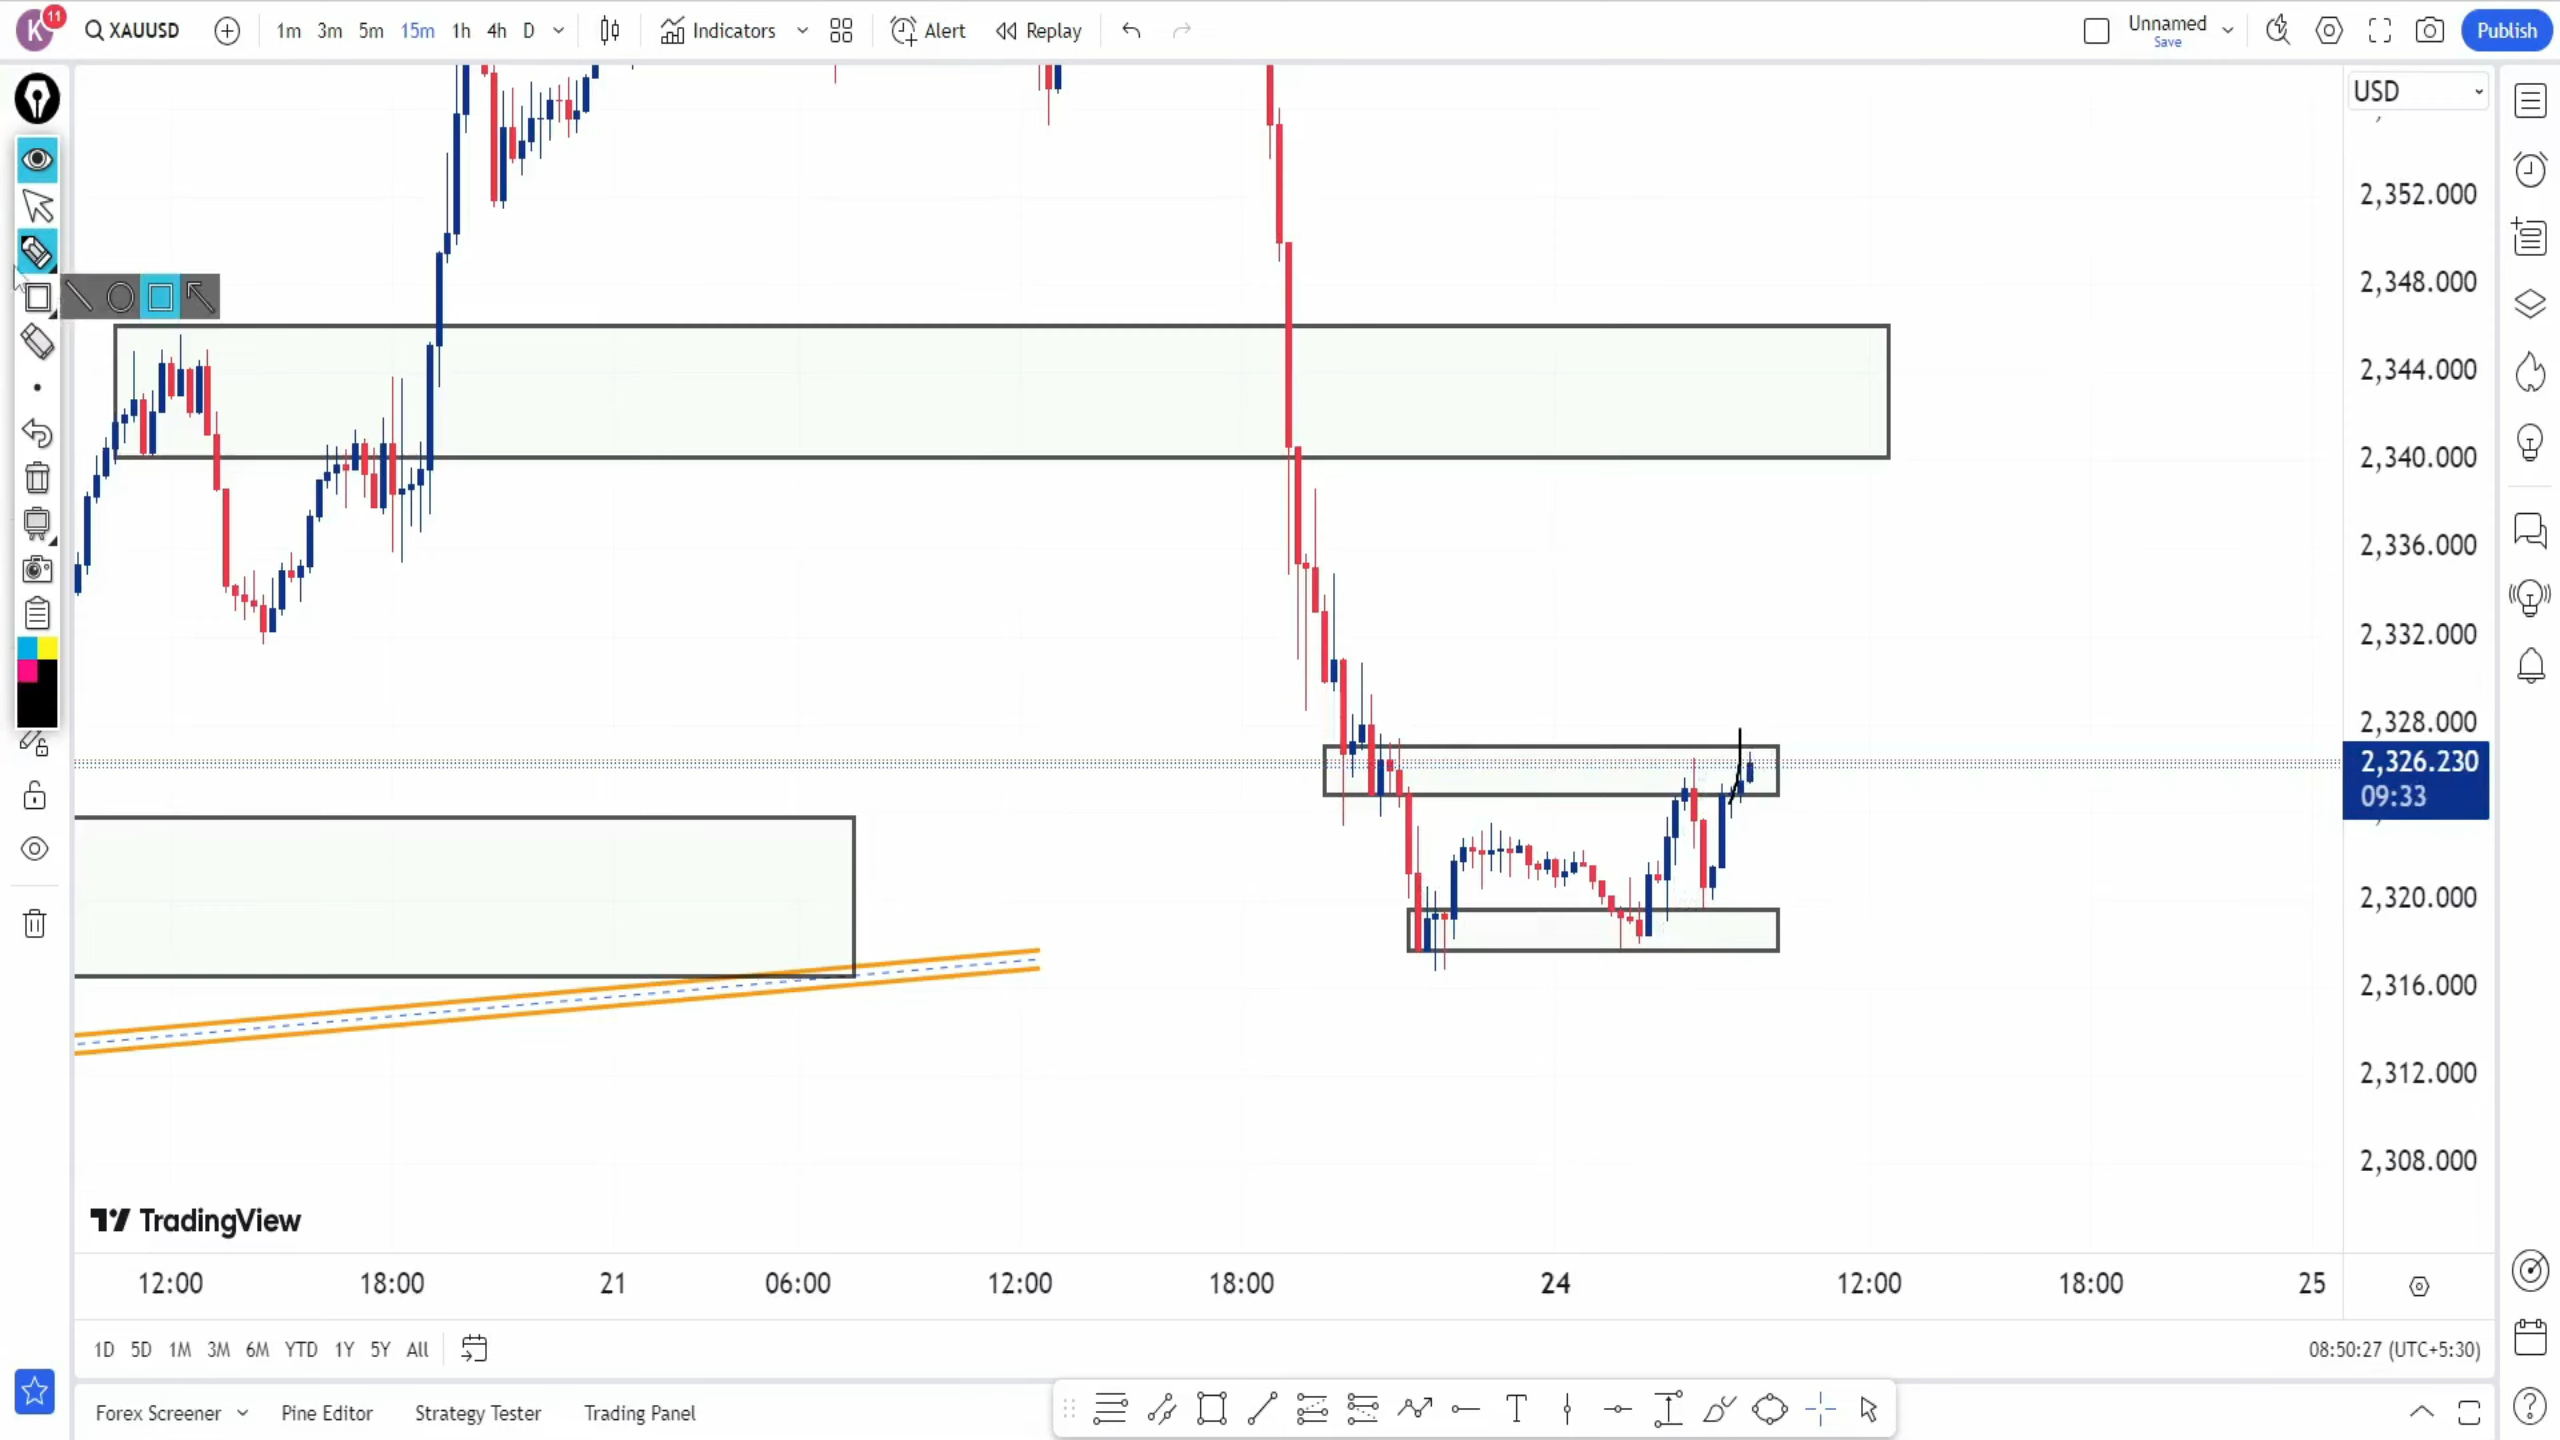 K 11 XAUUSD 1m 3m 5m 15m 1h 4h D Indicators Alert Replay Unnamed Save Publish
USD
2,352.000
2,348.000
2,344.000
2,340.000
2,336.000
2,332.000
2,328.000
2,326.230
09:33
2,320.000
2,316.000
2,312.000
2,308.000
TradingView
12:00 18:00 21 06:00 12:00 18:00 24 12:00 18:00 25
1D 5D 1M 3M 6M YTD 1Y 5Y All 08:50:27 (UTC+5:30)
Forex Screener Pine Editor Strategy Tester Trading Panel